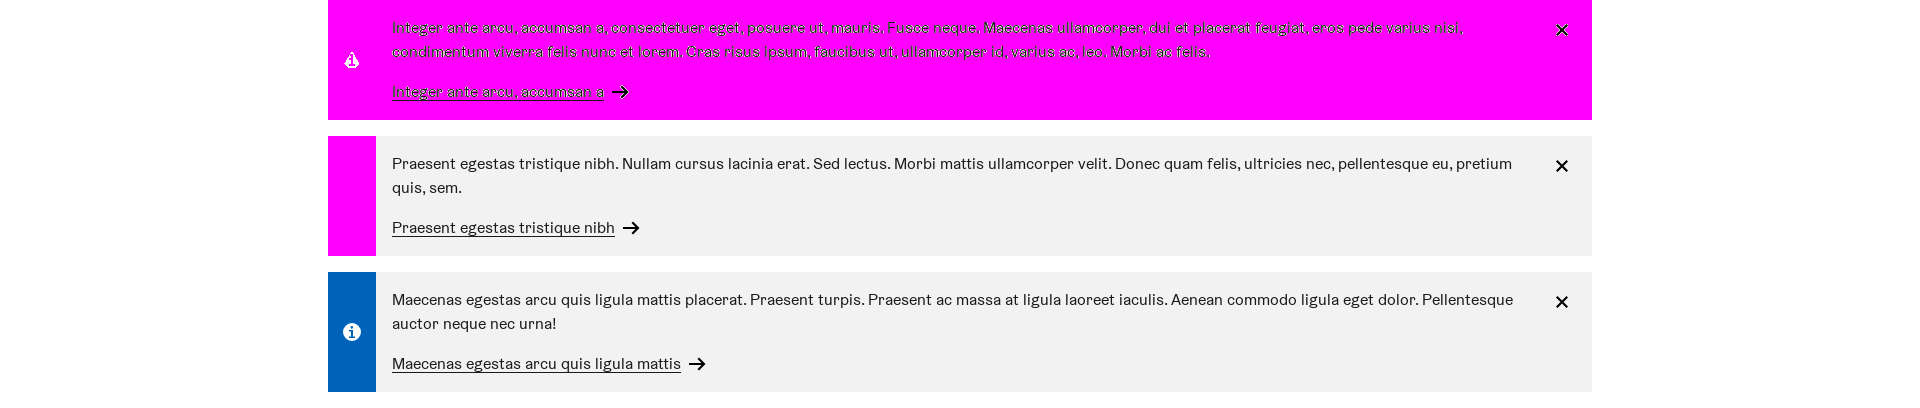 Integer ante arcu, accumsan a, consectetuer eget, posuere ut, mauris. Fusce neque. Maecenas ullamcorper, dui et placerat feugiat, eros pede varius nisi,
condimentum viverra felis nunc et lorem. Cras risus ipsum, faucibus ut, ullamcorper id, varius ac, leo. Morbi ac felis.
Integer ante arcu, accumsan a
Praesent egestas tristique nibh. Nullam cursus lacinia erat. Sed lectus. Morbi mattis ullamcorper velit. Donec quam felis, ultricies nec, pellentesque eu, pretium
quis, sem.
Praesent egestas tristique nibh
Maecenas egestas arcu quis ligula mattis placerat. Praesent turpis. Praesent ac massa at ligula laoreet iaculis. Aenean commodo ligula eget dolor. Pellentesque
auctor neque nec urna!
Maecenas egestas arcu quis ligula mattis